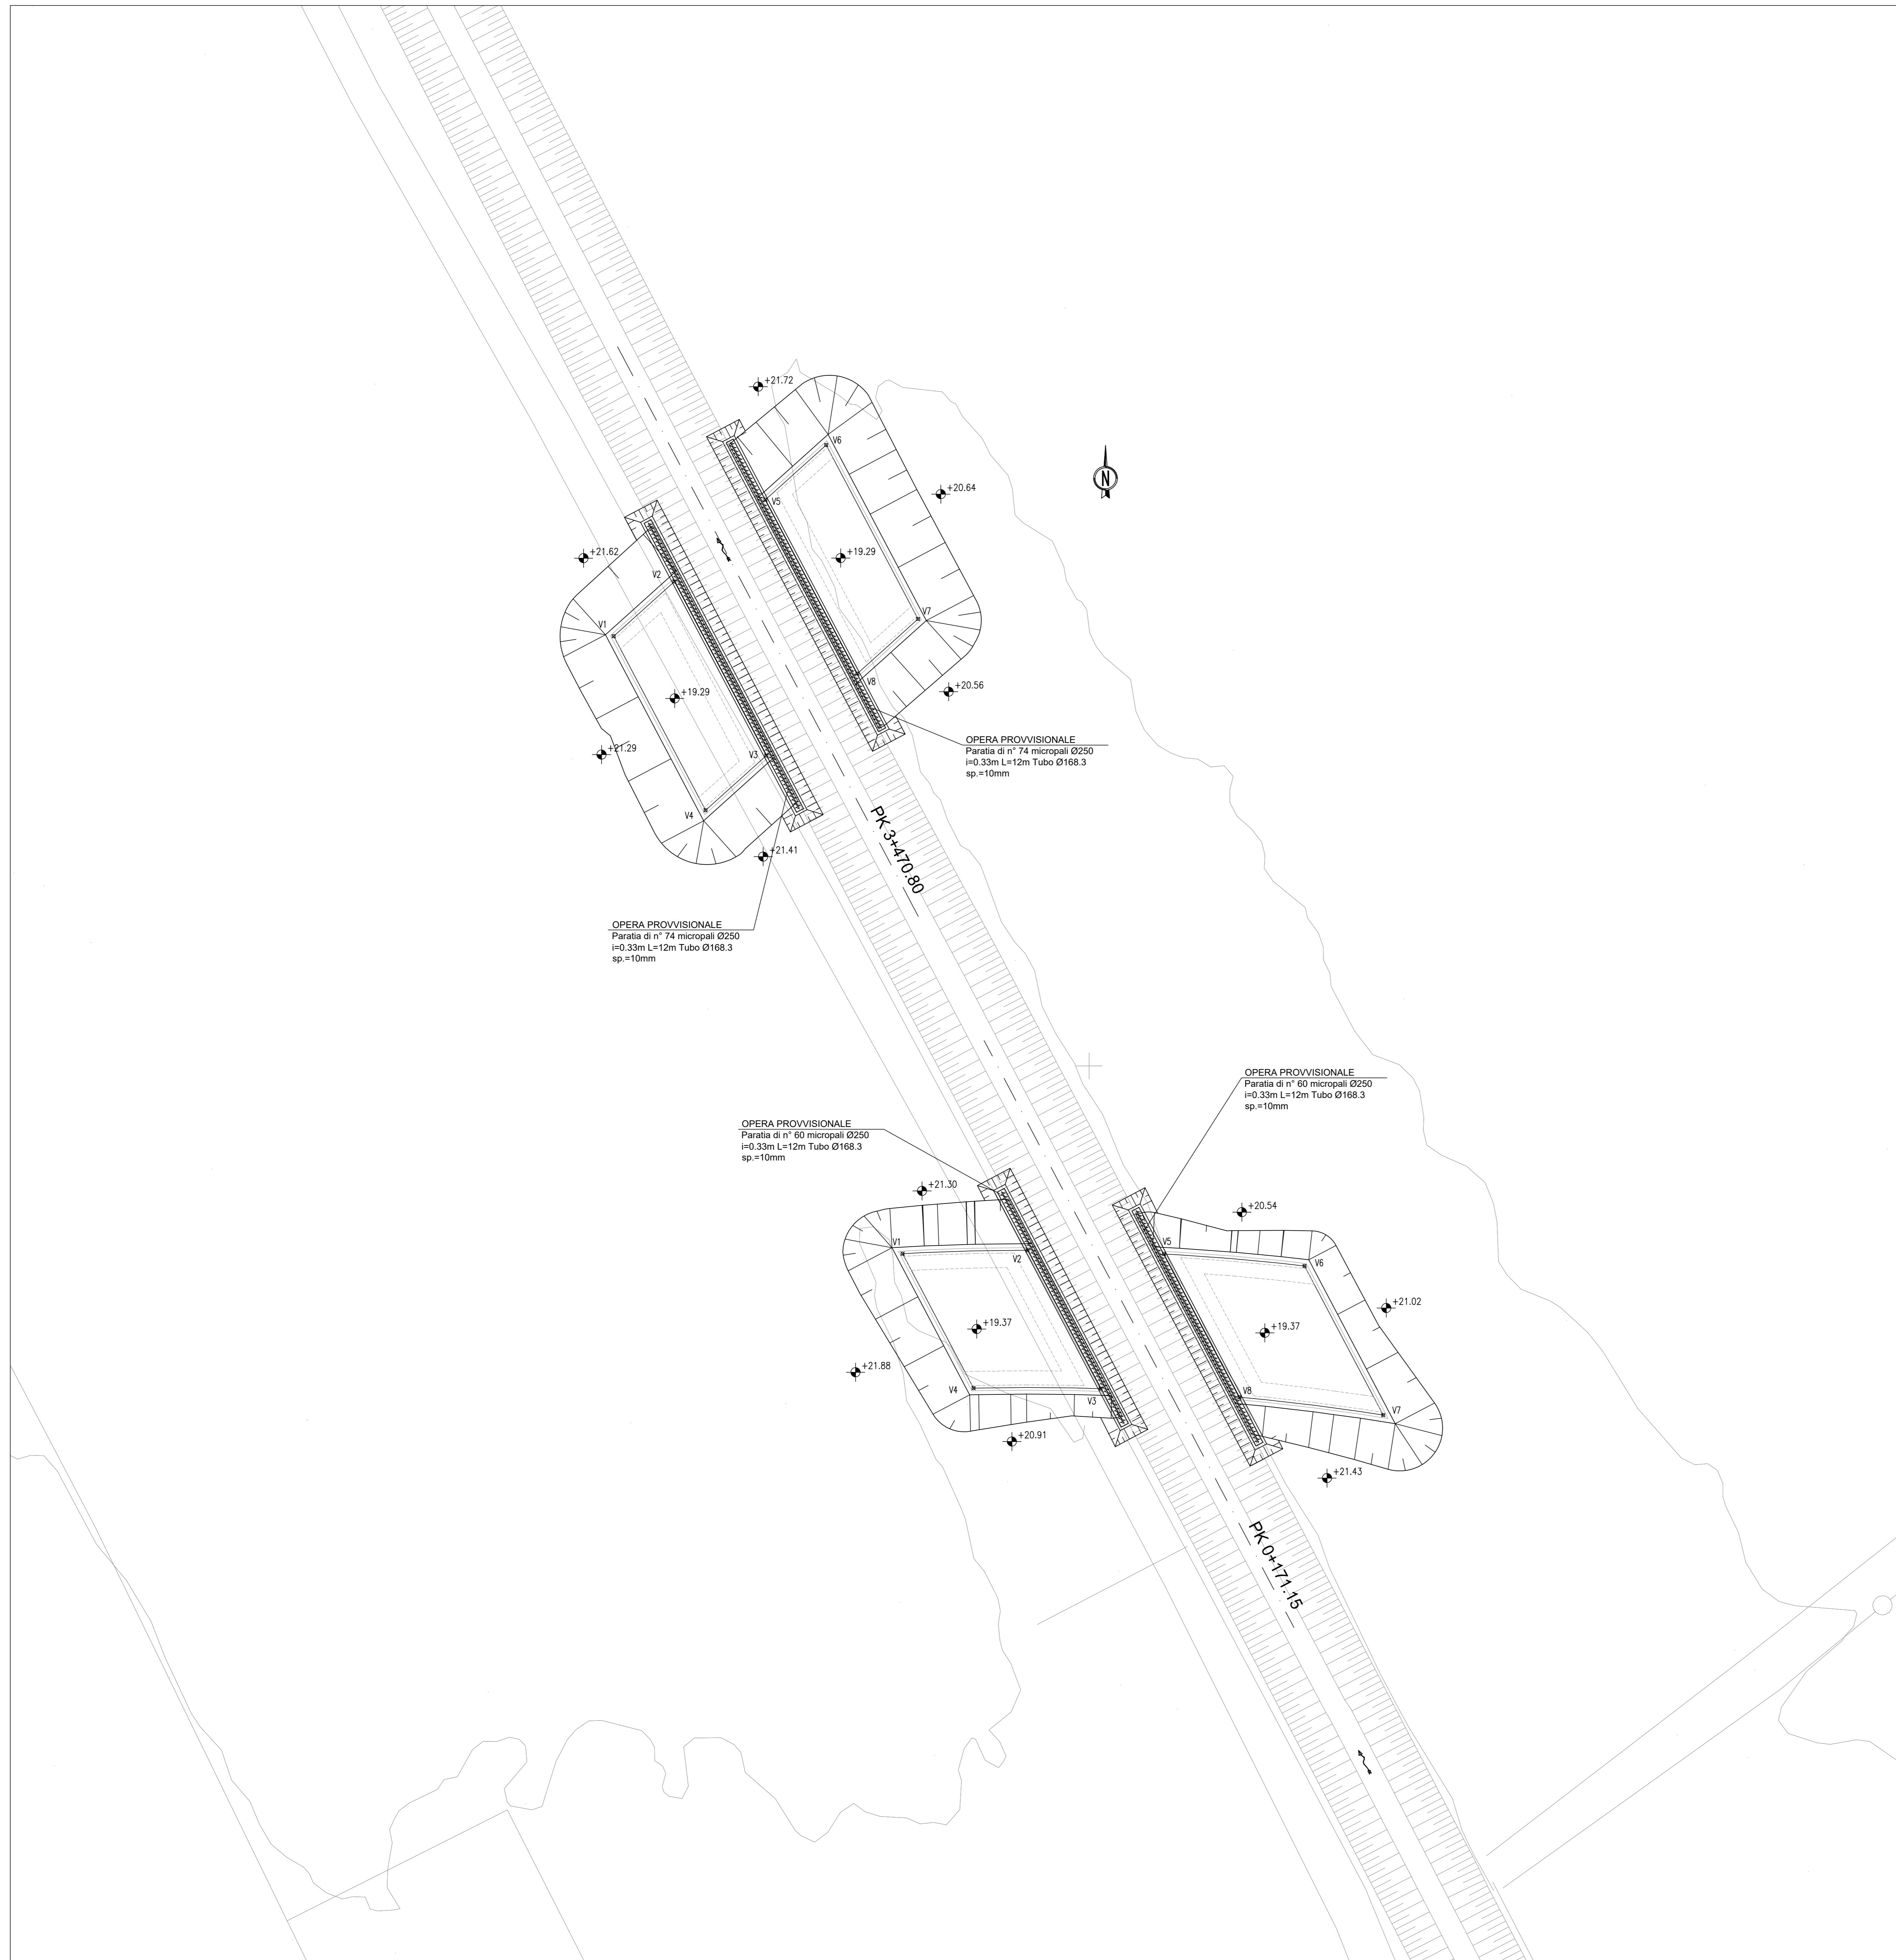 +21.72
V6
+20.64
N
V5
+21.62
+19.29
V2
V7
V1
+20.56
V8
+19.29
OPERA PROVVISIONALE
Paratia di n° 74 micropali Ø250
i=0.33m L=12m Tubo Ø168.3
sp.=10mm
+21.29
V3
V4
PK 3+470.80
+21.41
OPERA PROVVISIONALE
Paratia di n° 74 micropali Ø250
i=0.33m L=12m Tubo Ø168.3
sp.=10mm
OPERA PROVVISIONALE
Paratia di n° 60 micropali Ø250
i=0.33m L=12m Tubo Ø168.3
sp.=10mm
OPERA PROVVISIONALE
Paratia di n° 60 micropali Ø250
i=0.33m L=12m Tubo Ø168.3
sp.=10mm
+21.30
+20.54
V1
V2
V5
V6
+21.02
+19.37
+19.37
+21.88
V4
V3
V8
V7
+20.91
+21.43
PK 0+171.15